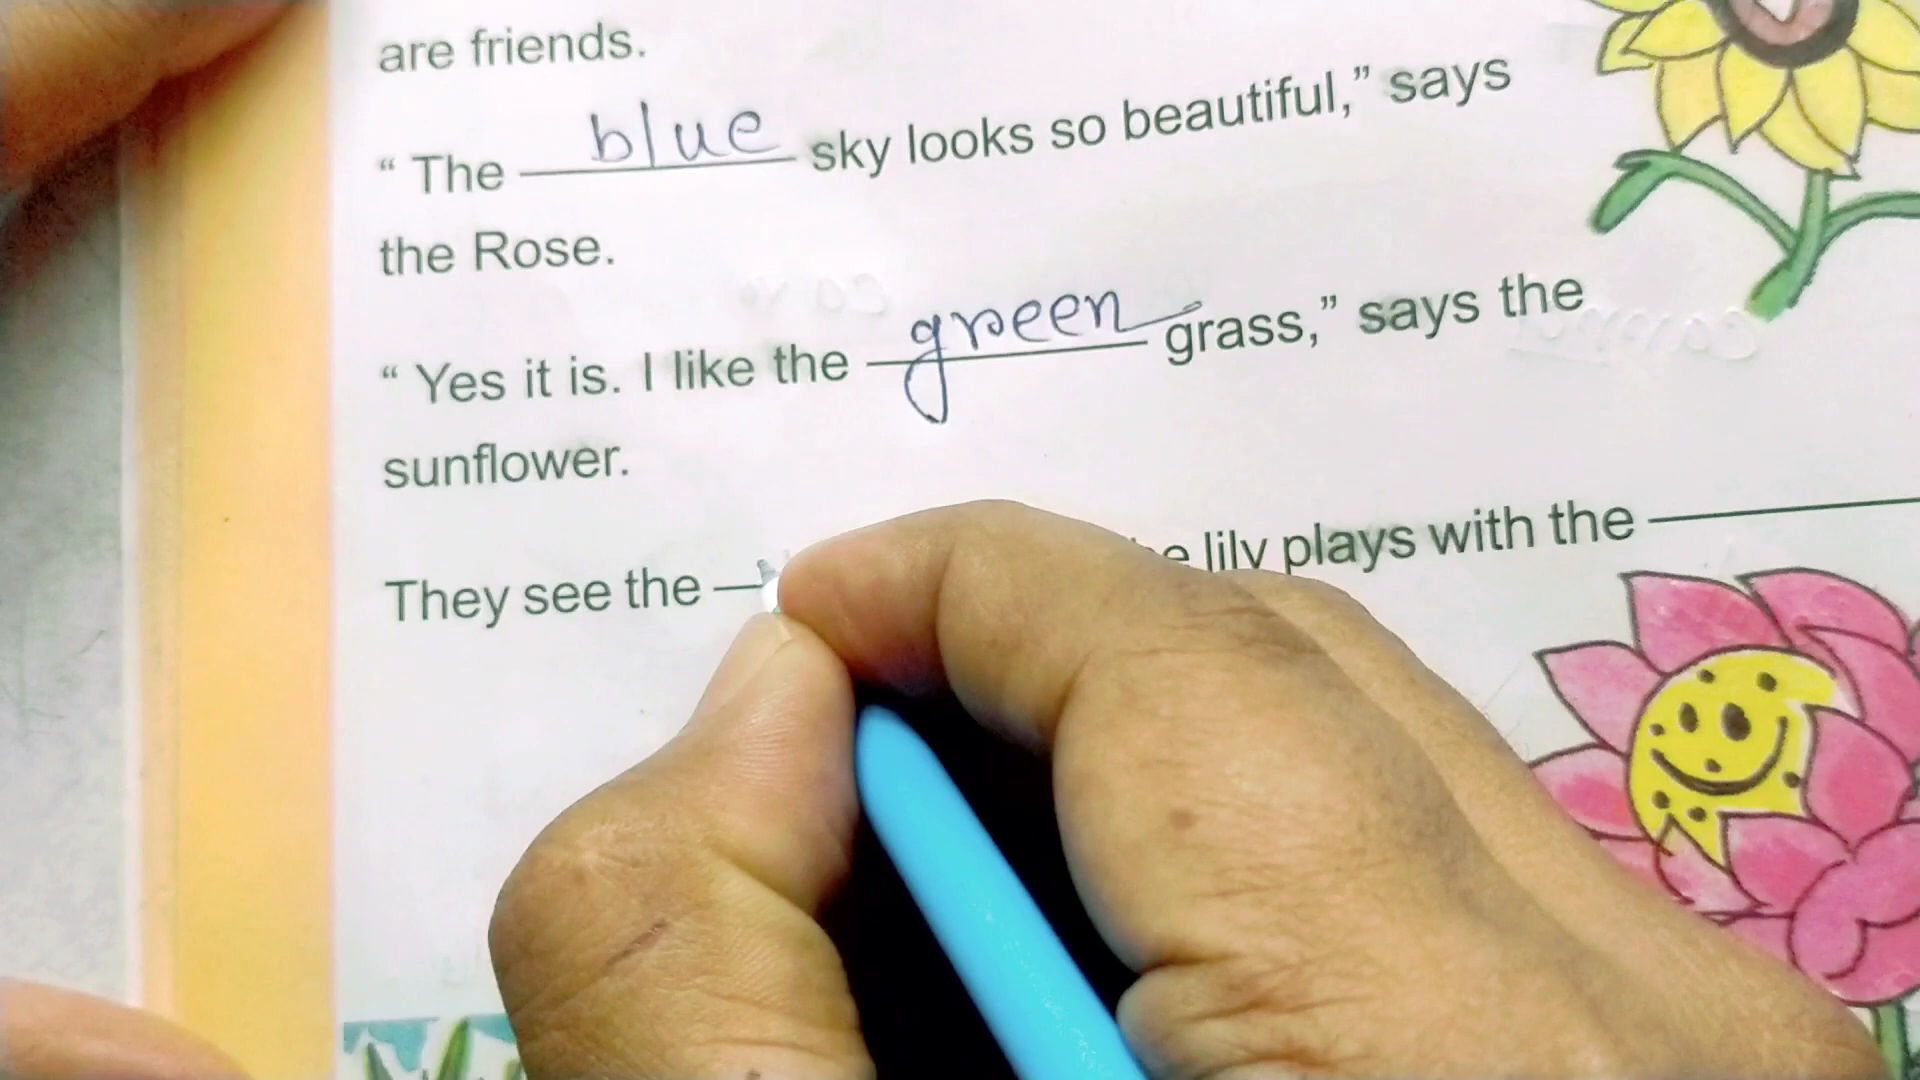 are friends.
“ The blue sky looks so beautiful,” says
the Rose.
“ Yes it is. I like the green grass,” says the
sunflower.
They see the lily plays with the